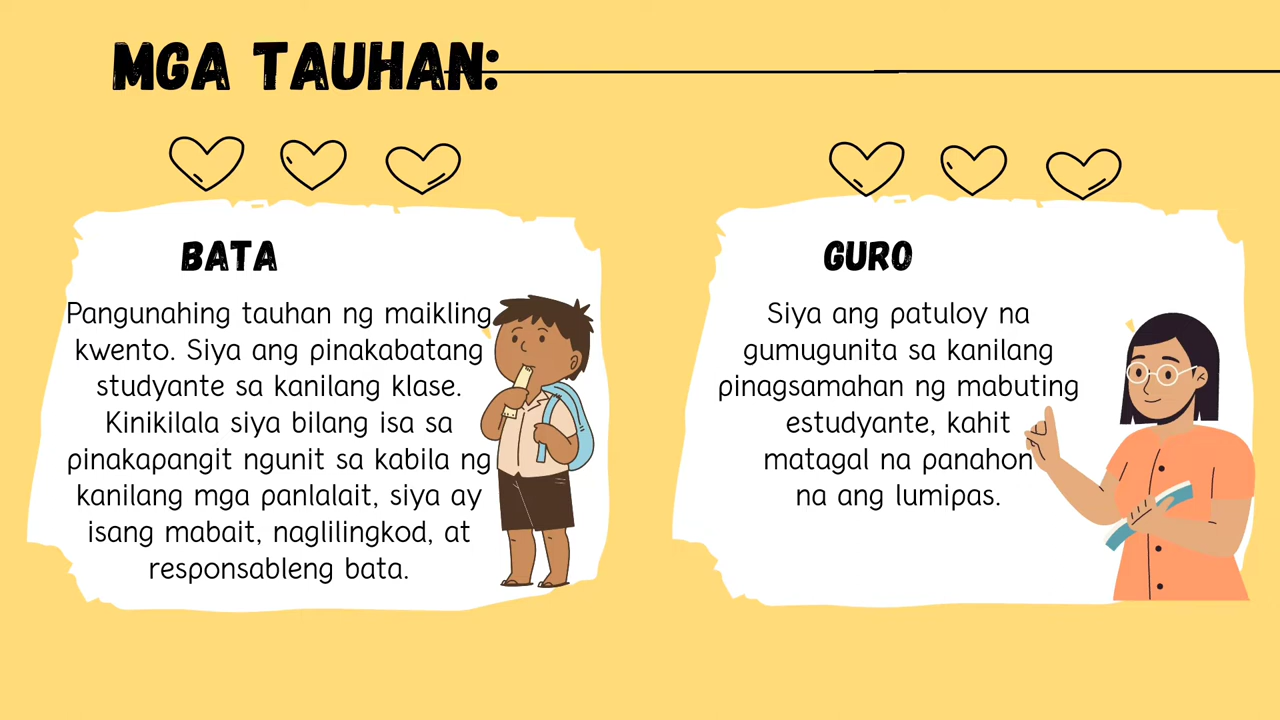 MGA TAUHAN:
BATA
Pangunahing tauhan ng maikling
kwento. Siya ang pinakabatang
studyante sa kanilang klase.
Kinikilala siya bilang isa sa
pinakapangit ngunit sa kabila ng
kanilang mga panlalait, siya ay
isang mabait, naglilingkod, at
responsableng bata.
GURO
Siya ang patuloy na
gumugunita sa kanilang
pinagsamahan ng mabuting
estudyante, kahit
matagal na panahon
na ang lumipas.